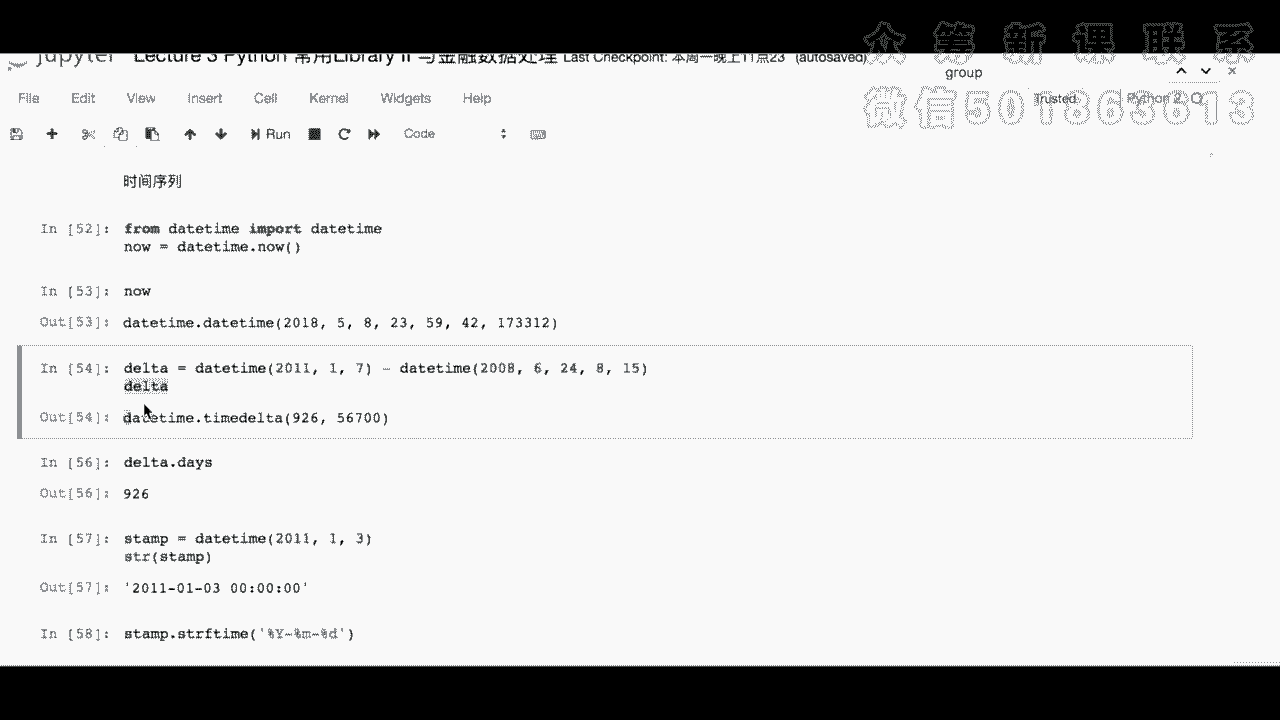 众筹新课联系
微信501863613
jupyter Lecture 3 Python 常用Library II 与金融数据处理 Last Checkpoint: 本周一晚上11点23 (autosaved)
group
File Edit View Insert Cell Kernel Widgets Help
Trusted Python 2
Run Code
时间序列
In [52]: from datetime import datetime
now = datetime.now()
In [53]: now
Out[53]: datetime.datetime(2018, 5, 8, 23, 59, 42, 173312)
In [54]: delta = datetime(2011, 1, 7) - datetime(2008, 6, 24, 8, 15)
delta
Out[54]: datetime.timedelta(926, 56700)
In [56]: delta.days
Out[56]: 926
In [57]: stamp = datetime(2011, 1, 3)
str(stamp)
Out[57]: '2011-01-03 00:00:00'
In [58]: stamp.strftime('%Y-%m-%d')